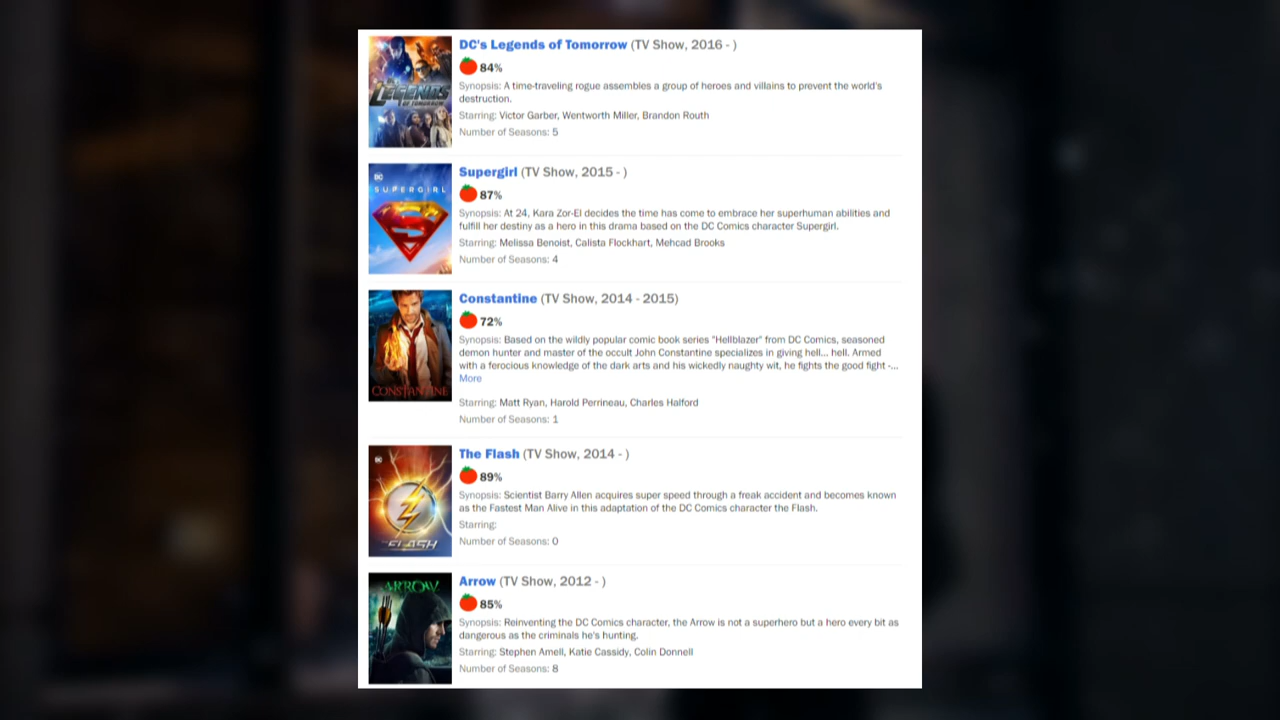 DC's Legends of Tomorrow (TV Show, 2016 - )
84%
Synopsis: A time-traveling rogue assembles a group of heroes and villains to prevent the world's
destruction.
Starring: Victor Garber, Wentworth Miller, Brandon Routh
Number of Seasons: 5
LEGENDS
OF TOMORROW
Supergirl (TV Show, 2015 - )
87%
Synopsis: At 24, Kara Zor-El decides the time has come to embrace her superhuman abilities and
fulfill her destiny as a hero in this drama based on the DC Comics character Supergirl.
Starring: Melissa Benoist, Calista Flockhart, Mehcad Brooks
Number of Seasons: 4
DC
SUPERGIRL
Constantine (TV Show, 2014 - 2015)
72%
Synopsis: Based on the wildly popular comic book series "Hellblazer" from DC Comics, seasoned
demon hunter and master of the occult John Constantine specializes in giving hell... hell. Armed
with a ferocious knowledge of the dark arts and his wickedly naughty wit, he fights the good fight -...
More
Starring: Matt Ryan, Harold Perrineau, Charles Halford
Number of Seasons: 1
CONSTANTINE
The Flash (TV Show, 2014 - )
89%
Synopsis: Scientist Barry Allen acquires super speed through a freak accident and becomes known
as the Fastest Man Alive in this adaptation of the DC Comics character the Flash.
Starring:
Number of Seasons: 0
DC
FLASH
Arrow (TV Show, 2012 - )
85%
Synopsis: Reinventing the DC Comics character, the Arrow is not a superhero but a hero every bit as
dangerous as the criminals he's hunting.
Starring: Stephen Amell, Katie Cassidy, Colin Donnell
Number of Seasons: 8
ARROW